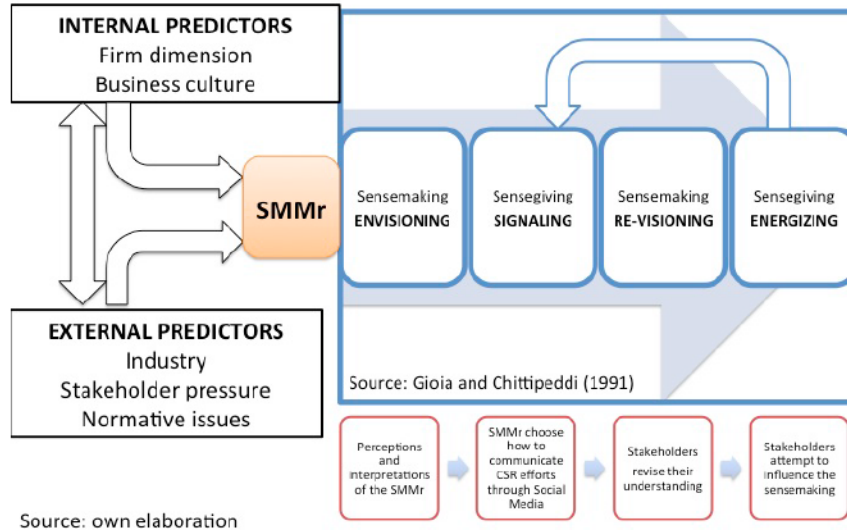 INTERNAL PREDICTORS
Firm dimension
Business culture
SMMr
Sensemaking
ENVISIONING
Sensegiving
SIGNALING
Sensemaking
RE-VISIONING
Sensegiving
ENERGIZING
EXTERNAL PREDICTORS
Industry
Stakeholder pressure
Normative issues
Source: Gioia and Chittipeddi (1991)
Perceptions
and
interpretations
of the SMMr
SMMr choose
how to
communicate
CSR efforts
through Social
Media
Stakeholders
revise their
understanding
Stakeholders
attempt to
influence the
sensemaking
Source: own elaboration